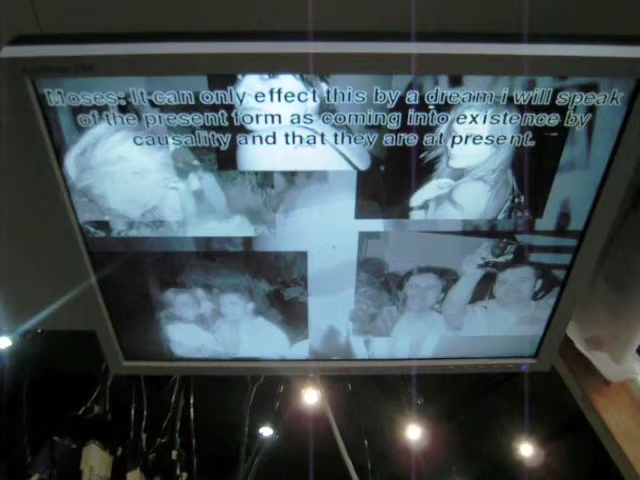 Moses: It can only effect this by a dream-i will speak
of the present form as coming into existence by
causality and that they are at present.